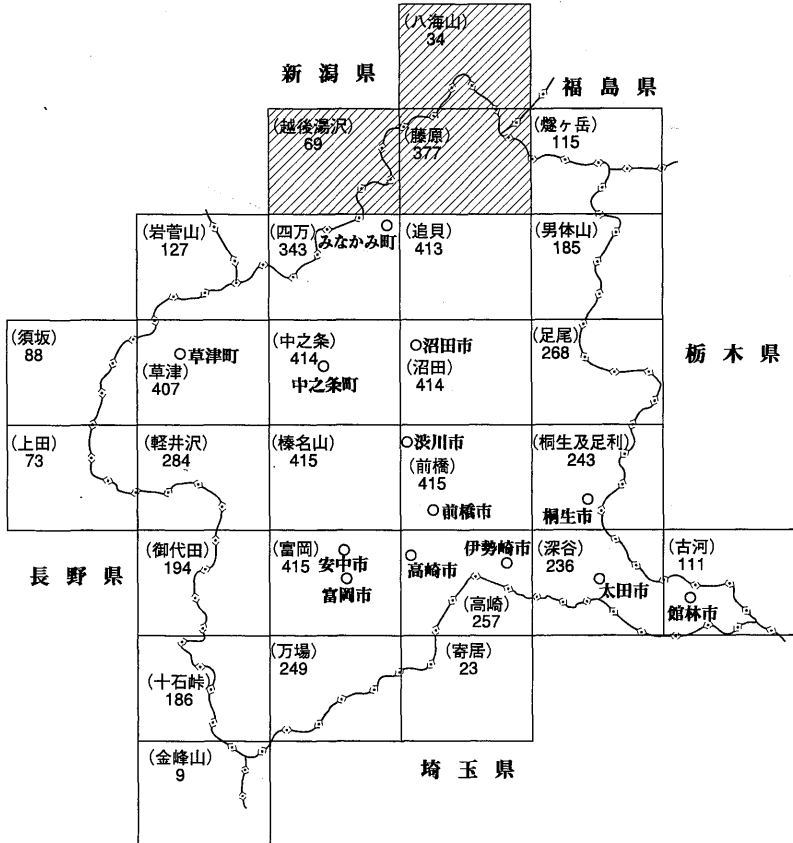 (八海山)
34
新潟県
福島県
(越後湯沢)
69
(藤原)
377
(燧ヶ岳)
115
(岩菅山)
127
(四万)
343
みなかみ町
(追貝)
413
(男体山)
185
(須坂)
88
草津町
(草津)
407
(中之条)
414
中之条町
沼田市
(沼田)
414
(足尾)
268
栃木県
(上田)
73
(軽井沢)
284
(榛名山)
415
渋川市
(前橋)
415
前橋市
(桐生及足利)
243
桐生市
長野県
(御代田)
194
(富岡)
415
安中市
富岡市
高崎市
伊勢崎市
(高崎)
257
(深谷)
236
太田市
(古河)
111
館林市
(十石峠)
186
(万場)
249
(寄居)
23
(金峰山)
9
埼玉県